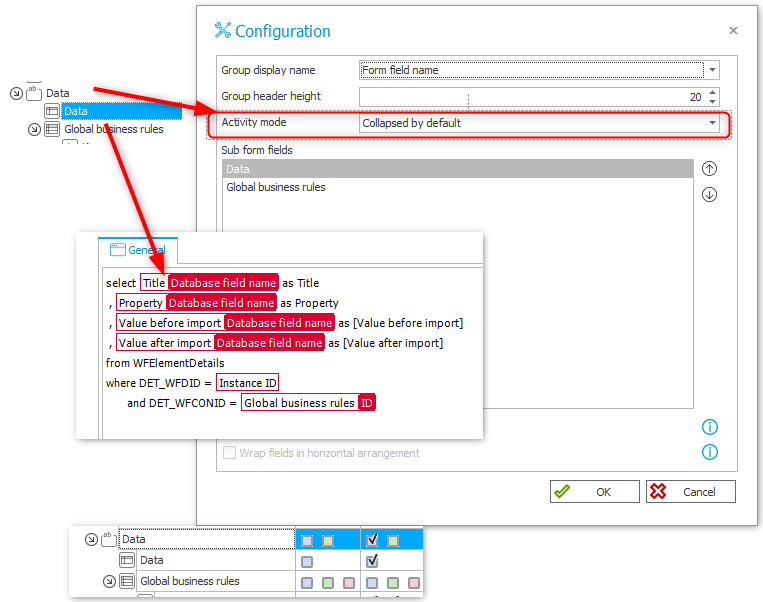 Configuration
Group display name Form field name
Group header height 20
Activity mode Collapsed by default
Sub form fields
Data
Global business rules
Wrap fields in horizontal arrangement
OK Cancel
ab
Data
Data
Global business rules
General
select Title Database field name as Title
, Property Database field name as Property
, Value before import Database field name as [Value before import]
, Value after import Database field name as [Value after import]
from WFElementDetails
where DET_WFDID = Instance ID
and DET_WFCONID = Global business rules ID
ab
Data
Data
Global business rules